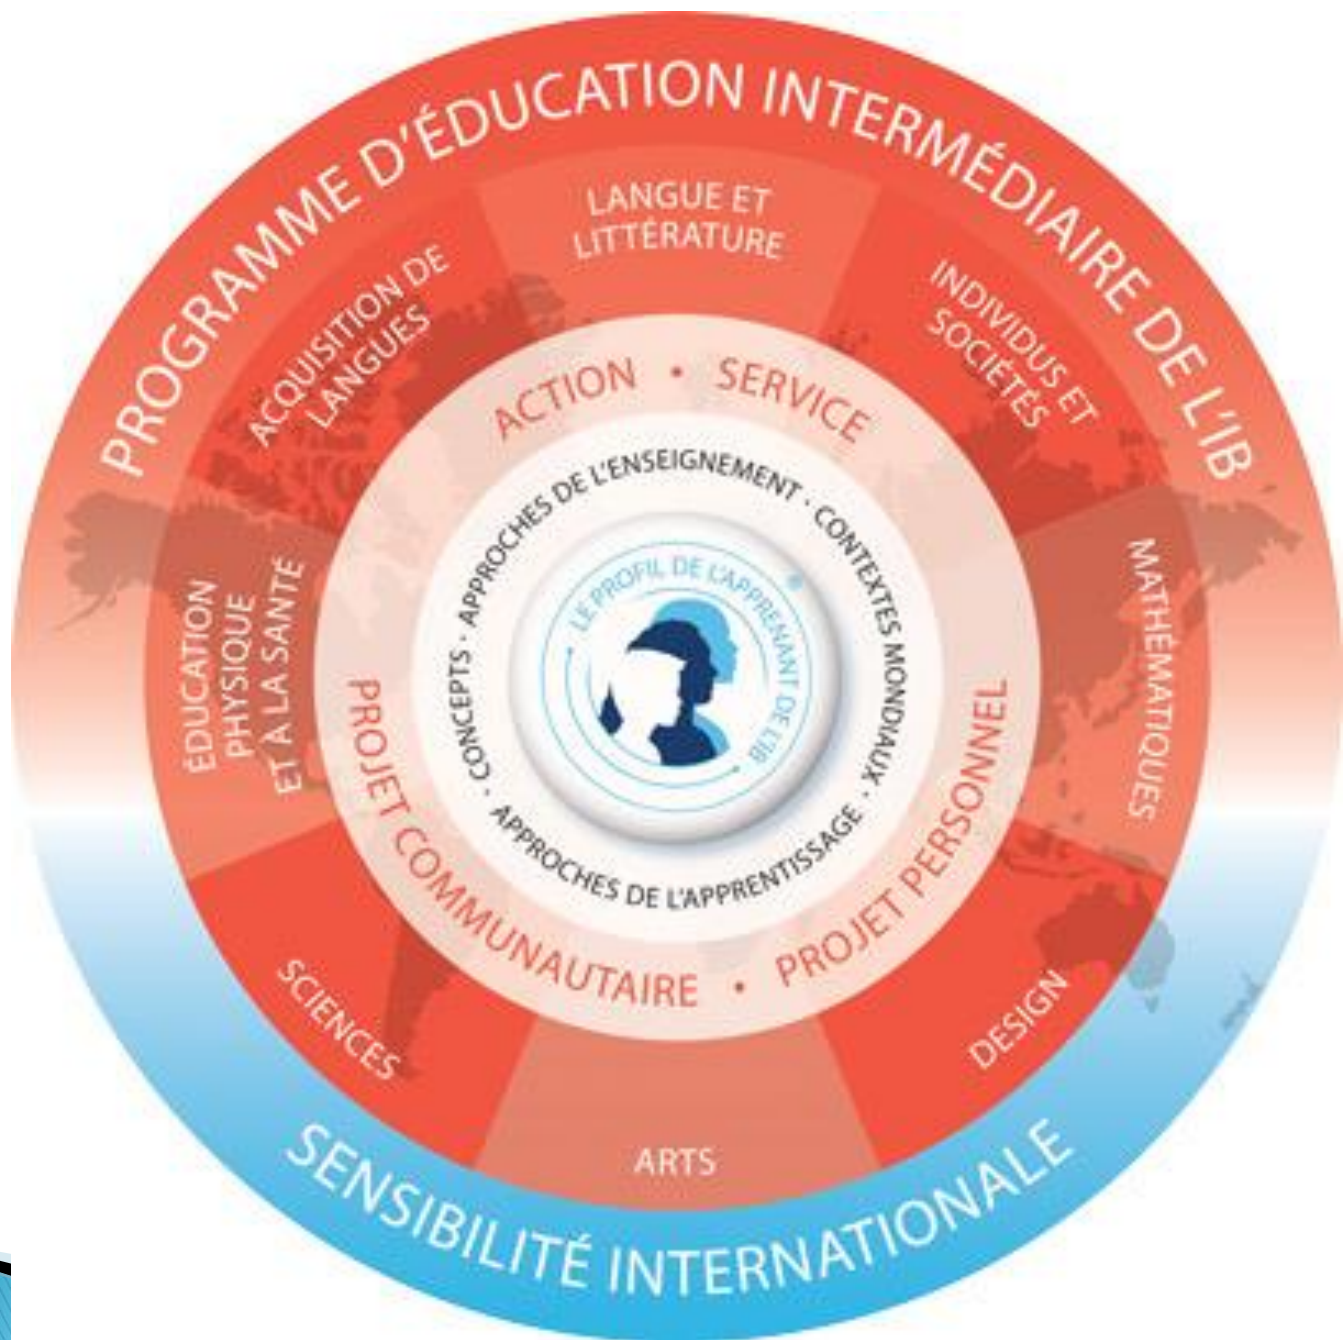 PROGRAMME D'ÉDUCATION INTERMÉDIAIRE DE L'IB
LANGUE ET
LITTÉRATURE
INDIVIDUS ET
SOCIÉTÉS
MATHÉMATIQUES
DESIGN
ARTS
SCIENCES
ÉDUCATION
PHYSIQUE
ET À LA SANTÉ
ACQUISITION DE
LANGUES
ACTION • SERVICE
PROJET COMMUNAUTAIRE • PROJET PERSONNEL
CONCEPTS · APPROCHES DE L'ENSEIGNEMENT · CONTEXTES MONDIAUX ·
APPROCHES DE L'APPRENTISSAGE ·
LE PROFIL DE L'APPRENANT DE L'IB
®
SENSIBILITÉ INTERNATIONALE